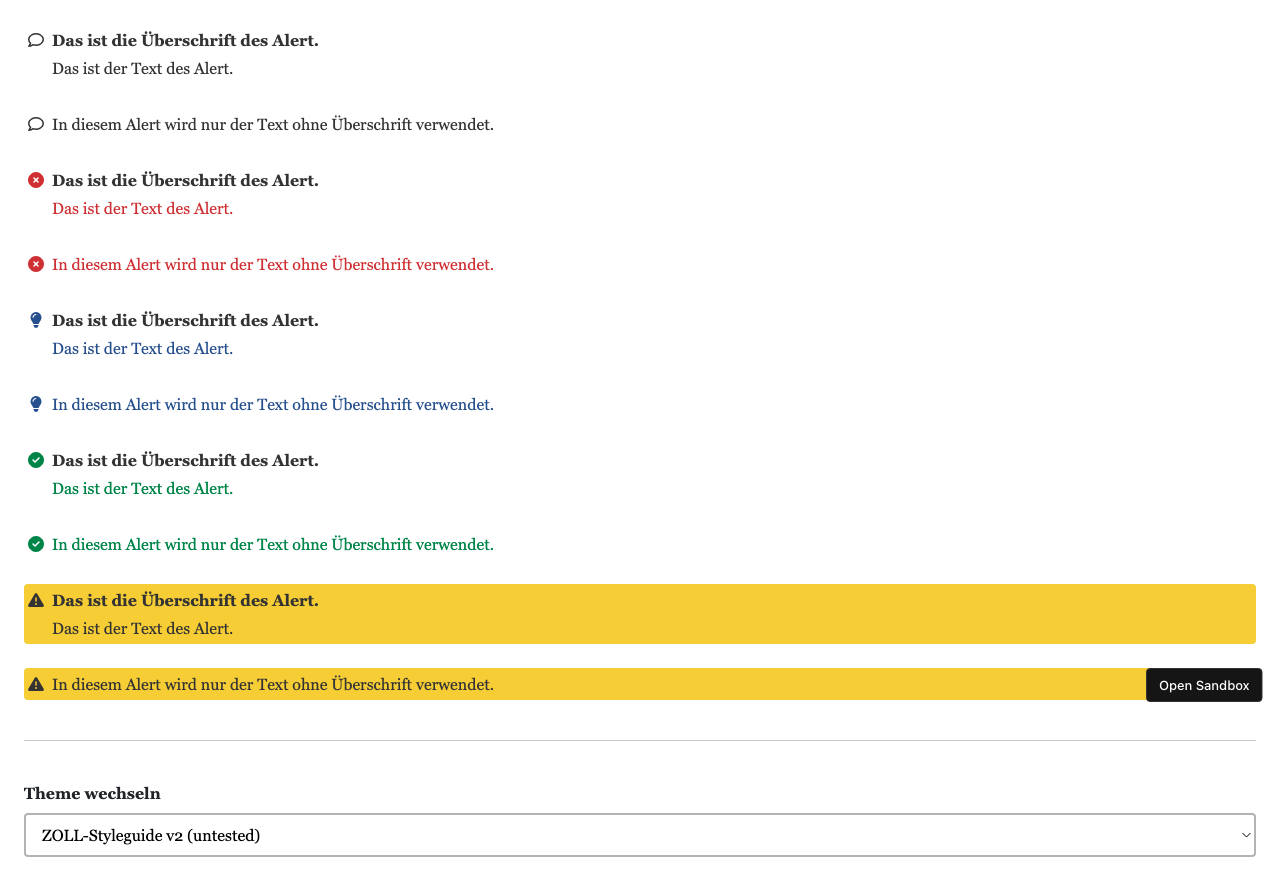 Das ist die Überschrift des Alert.
Das ist der Text des Alert.
In diesem Alert wird nur der Text ohne Überschrift verwendet.
Das ist die Überschrift des Alert.
Das ist der Text des Alert.
In diesem Alert wird nur der Text ohne Überschrift verwendet.
Das ist die Überschrift des Alert.
Das ist der Text des Alert.
In diesem Alert wird nur der Text ohne Überschrift verwendet.
Das ist die Überschrift des Alert.
Das ist der Text des Alert.
In diesem Alert wird nur der Text ohne Überschrift verwendet.
Das ist die Überschrift des Alert.
Das ist der Text des Alert.
In diesem Alert wird nur der Text ohne Überschrift verwendet.
Open Sandbox
Theme wechseln
ZOLL-Styleguide v2 (untested)